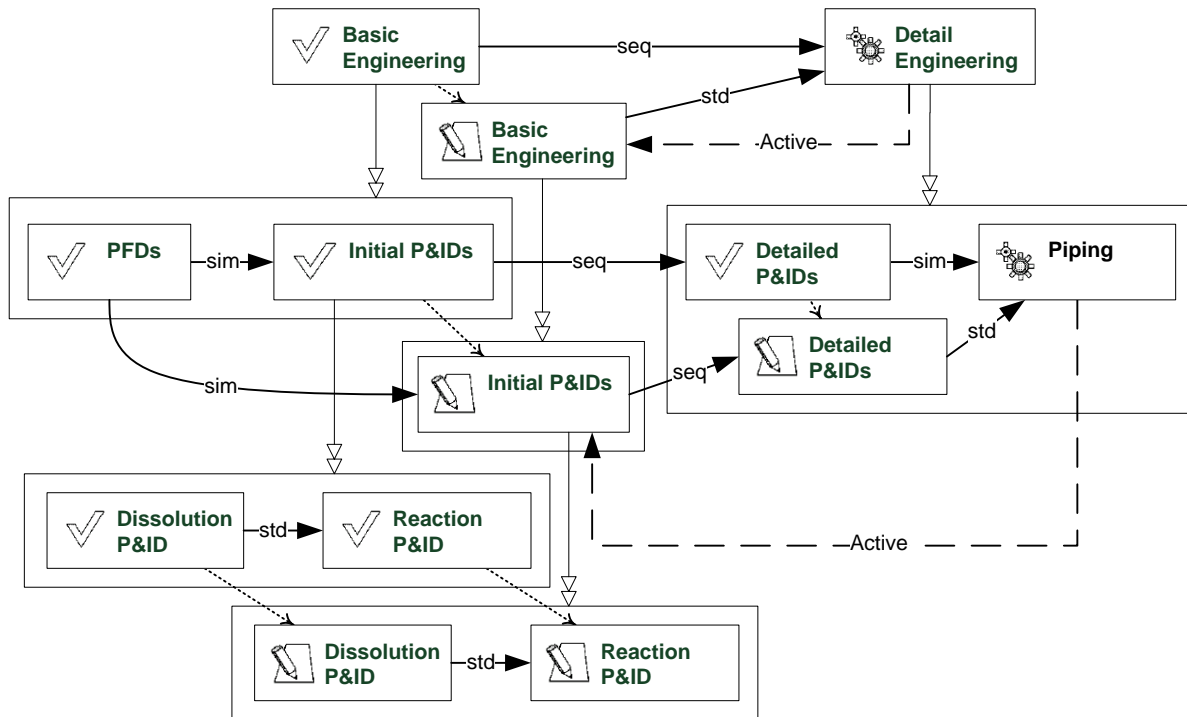 Basic
Engineering
seq
Detail
Engineering
std
Basic
Engineering
Active
PFDs
sim
Initial P&IDs
seq
Detailed
P&IDs
sim
Piping
Detailed
P&IDs
std
sim
Initial P&IDs
seq
Dissolution
P&ID
std
Reaction
P&ID
Active
Dissolution
P&ID
std
Reaction
P&ID